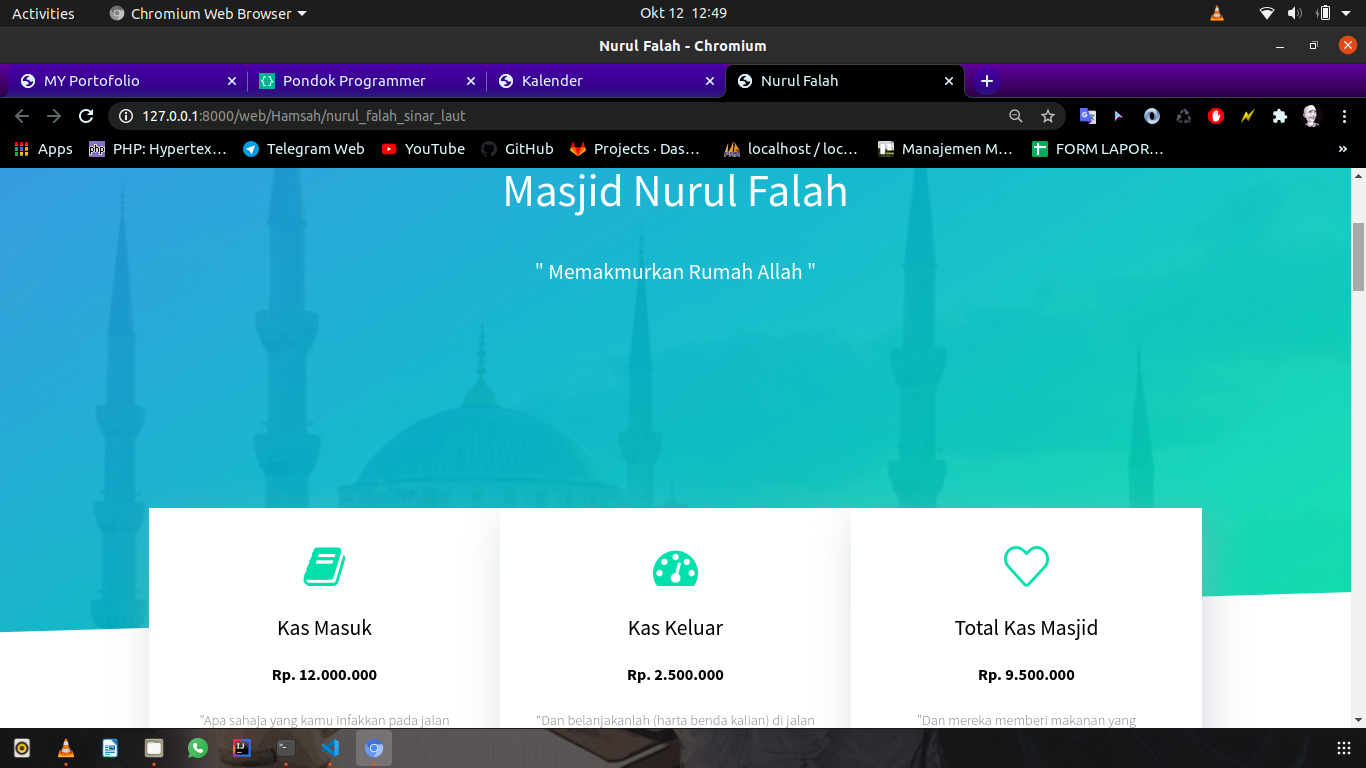 Activities
Chromium Web Browser
Okt 12 12:49
Nurul Falah - Chromium
MY Portofolio
Pondok Programmer
Kalender
Nurul Falah
127.0.0.1:8000/web/Hamsah/nurul_falah_sinar_laut
Apps
PHP: Hypertex…
Telegram Web
YouTube
GitHub
Projects · Das…
localhost / loc…
Manajemen M…
FORM LAPOR…
»
Masjid Nurul Falah
" Memakmurkan Rumah Allah "
Kas Masuk
Kas Keluar
Total Kas Masjid
Rp. 12.000.000
Rp. 2.500.000
Rp. 9.500.000
"Apa sahaja yang kamu infakkan pada jalan
“Dan belanjakanlah (harta benda kalian) di jalan
"Dan mereka memberi makanan yang